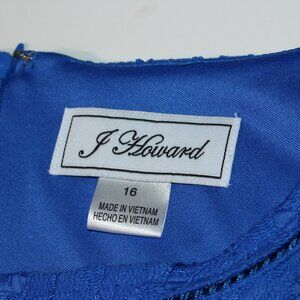 J Howard
16
MADE IN VIETNAM
HECHO EN VIETNAM